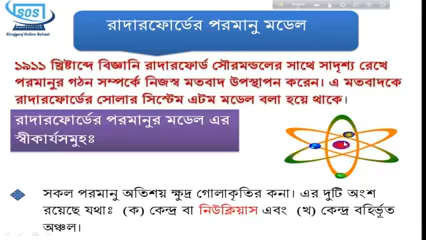 SOS
Sirajganj Online School
রাদারফোর্ডের পরমানু মডেল
১৯১১ খ্রিষ্টাব্দে বিজ্ঞানি রাদারফোর্ড সৌরমন্ডলের সাথে সাদৃশ্য রেখে
পরমানুর গঠন সম্পর্কে নিজস্ব মতবাদ উপস্থাপন করেন। এ মতবাদকে
রাদারফোর্ডের সোলার সিস্টেম এটম মডেল বলা হয়ে থাকে।
রাদারফোর্ডের পরমানুর মডেল এর
স্বীকার্যসমুহঃ
সকল পরমানু অতিশয় ক্ষুদ্র গোলাকৃতির কনা। এর দুটি অংশ
রয়েছে যথাঃ (ক) কেন্দ্র বা নিউক্লিয়াস এবং (খ) কেন্দ্র বহির্ভূত
অঞ্চল।